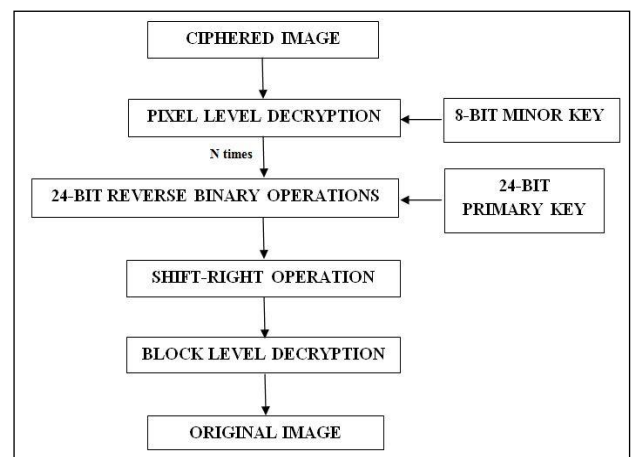 CIPHERED IMAGE
PIXEL LEVEL DECRYPTION
8-BIT MINOR KEY
N times
24-BIT REVERSE BINARY OPERATIONS
24-BIT
PRIMARY KEY
SHIFT-RIGHT OPERATION
BLOCK LEVEL DECRYPTION
ORIGINAL IMAGE